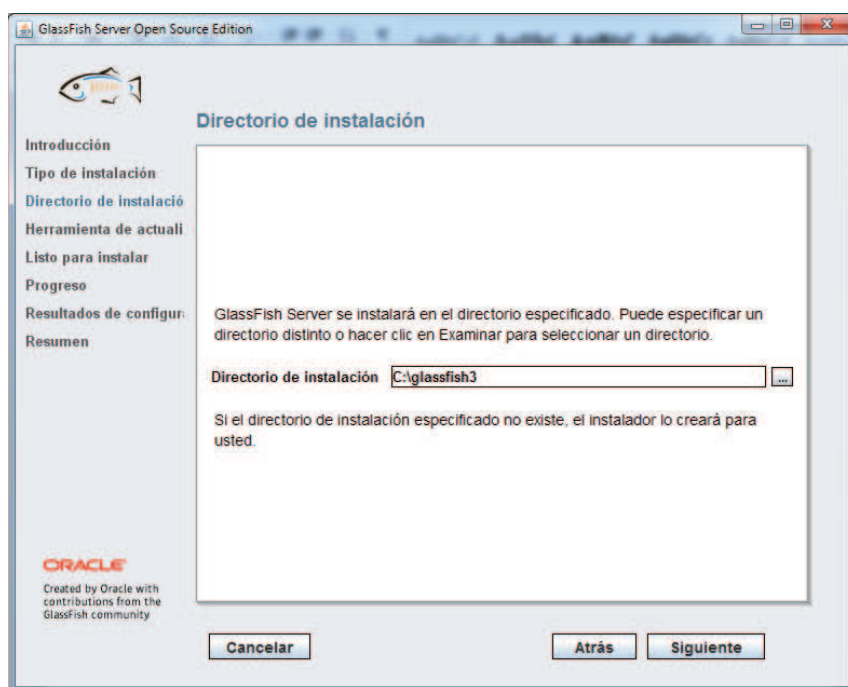 GlassFish Server Open Source Edition
Directorio de instalación
Introducción
Tipo de instalación
Directorio de instalació
Herramienta de actuali
Listo para instalar
Progreso
Resultados de configur
Resumen
GlassFish Server se instalará en el directorio especificado. Puede especificar un
directorio distinto o hacer clic en Examinar para seleccionar un directorio.
Directorio de instalación C:\glassfish3 ...
Si el directorio de instalación especificado no existe, el instalador lo creará para
usted.
ORACLE
Created by Oracle with
contributions from the
GlassFish community
Cancelar Atrás Siguiente